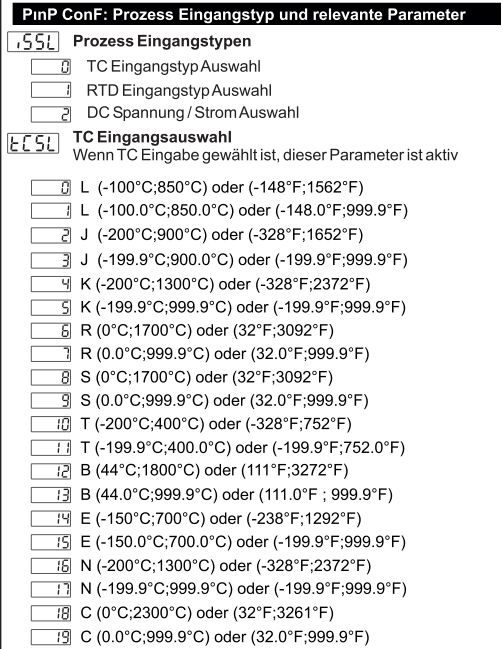 PınP ConF: Prozess Eingangstyp und relevante Parameter
ıSSL Prozess Eingangstypen
0 TC Eingangstyp Auswahl
1 RTD Eingangstyp Auswahl
2 DC Spannung / Strom Auswahl
tCSL TC Eingangsauswahl
Wenn TC Eingabe gewählt ist, dieser Parameter ist aktiv
0 L (-100°C;850°C) oder (-148°F;1562°F)
1 L (-100.0°C;850.0°C) oder (-148.0°F;999.9°F)
2 J (-200°C;900°C) oder (-328°F;1652°F)
3 J (-199.9°C;900.0°C) oder (-199.9°F;999.9°F)
4 K (-200°C;1300°C) oder (-328°F;2372°F)
5 K (-199.9°C;999.9°C) oder (-199.9°F;999.9°F)
6 R (0°C;1700°C) oder (32°F;3092°F)
7 R (0.0°C;999.9°C) oder (32.0°F;999.9°F)
8 S (0°C;1700°C) oder (32°F;3092°F)
9 S (0.0°C;999.9°C) oder (32.0°F;999.9°F)
10 T (-200°C;400°C) oder (-328°F;752°F)
11 T (-199.9°C;400.0°C) oder (-199.9°F;752.0°F)
12 B (44°C;1800°C) oder (111°F;3272°F)
13 B (44.0°C;999.9°C) oder (111.0°F ; 999.9°F)
14 E (-150°C;700°C) oder (-238°F;1292°F)
15 E (-150.0°C;700.0°C) oder (-199.9°F;999.9°F)
16 N (-200°C;1300°C) oder (-328°F;2372°F)
17 N (-199.9°C;999.9°C) oder (-199.9°F;999.9°F)
18 C (0°C;2300°C) oder (32°F;3261°F)
19 C (0.0°C;999.9°C) oder (32.0°F;999.9°F)